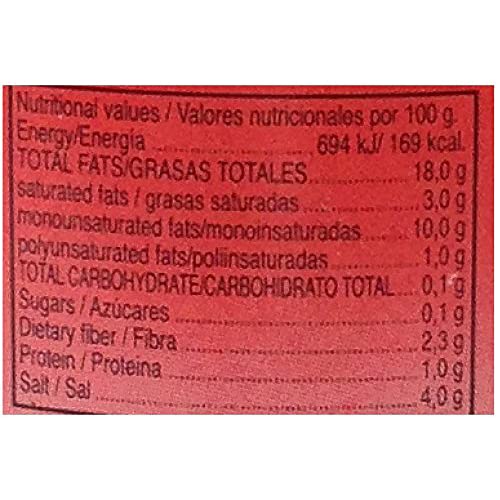 Nutritional values / Valores nutricionales por 100 g.
Energy/Energía 694 kJ/ 169 kcal.
TOTAL FATS/GRASAS TOTALES 18,0 g
saturated fats / grasas saturadas 3,0 g
monounsaturated fats/monoinsaturadas 10,0 g
polyunsaturated fats/poliinsaturadas 1,0 g
TOTAL CARBOHYDRATE/CARBOHIDRATO TOTAL 0,1 g
Sugars / Azúcares 0,1 g
Dietary fiber / Fibra 2,3 g
Protein / Proteina 1,0 g
Salt / Sal 4,0 g